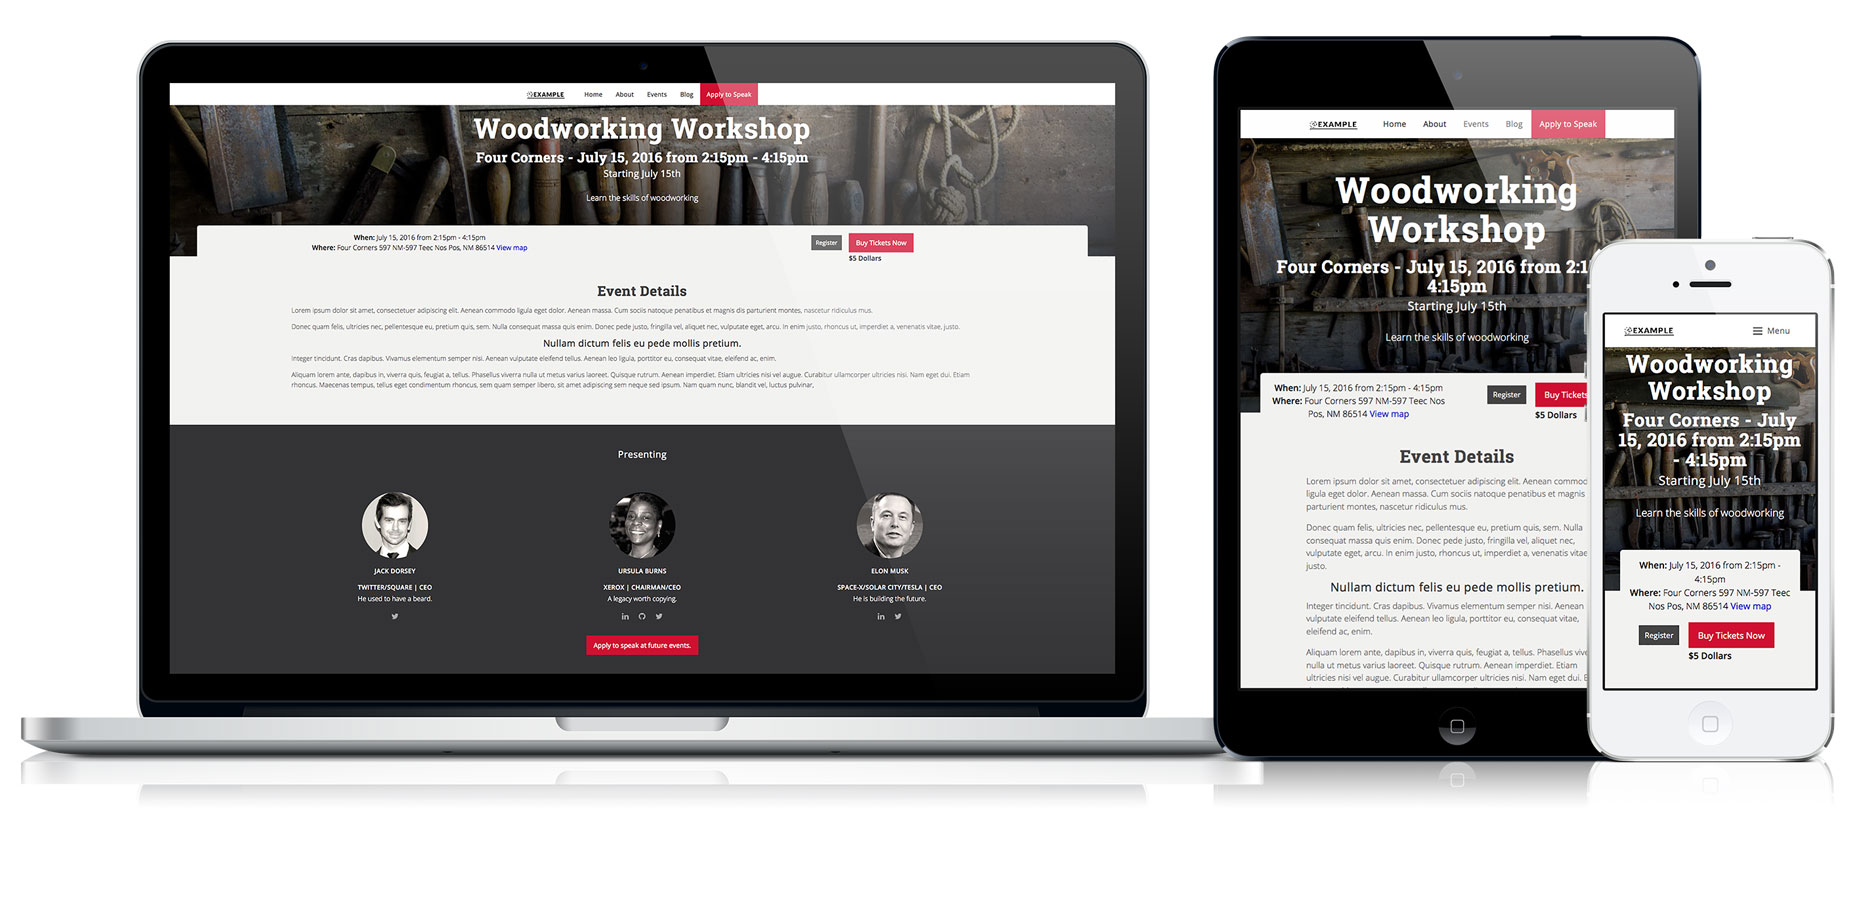 EXAMPLE Home About Events Blog Apply to Speak
Woodworking Workshop
Four Corners - July 15, 2016 from 2:15pm - 4:15pm
Starting July 15th
Learn the skills of woodworking
When: July 15, 2016 from 2:15pm - 4:15pm
Where: Four Corners 597 NM-597 Teec Nos Pos, NM 86514 View map
Register Buy Tickets Now
$5 Dollars
Event Details
Lorem ipsum dolor sit amet, consectetuer adipiscing elit. Aenean commodo ligula eget dolor. Aenean massa. Cum sociis natoque penatibus et magnis dis parturient montes, nascetur ridiculus mus.
Donec quam felis, ultricies nec, pellentesque eu, pretium quis, sem. Nulla consequat massa quis enim. Donec pede justo, fringilla vel, aliquet nec, vulputate eget, arcu. In enim justo, rhoncus ut, imperdiet a, venenatis vitae, justo.
Nullam dictum felis eu pede mollis pretium.
Integer tincidunt. Cras dapibus. Vivamus elementum semper nisi. Aenean vulputate eleifend tellus. Aenean leo ligula, porttitor eu, consequat vitae, eleifend ac, enim.
Aliquam lorem ante, dapibus in, viverra quis, feugiat a, tellus. Phasellus viverra nulla ut metus varius laoreet. Quisque rutrum. Aenean imperdiet. Etiam ultricies nisi vel augue. Curabitur ullamcorper ultricies nisi. Nam eget dui. Etiam
rhoncus. Maecenas tempus, tellus eget condimentum rhoncus, sem quam semper libero, sit amet adipiscing sem neque sed ipsum. Nam quam nunc, blandit vel, luctus pulvinar,
Presenting
JACK DORSEY
TWITTER/SQUARE | CEO
He used to have a beard.
URSULA BURNS
XEROX | CHAIRMAN/CEO
A legacy worth copying.
ELON MUSK
SPACE-X/SOLAR CITY/TESLA | CEO
He is building the future.
Apply to speak at future events.
EXAMPLE Home About Events Blog Apply to Speak
Woodworking
Workshop
Four Corners - July 15, 2016 from 2:1
4:15pm
Starting July 15th
Learn the skills of woodworking
When: July 15, 2016 from 2:15pm - 4:15pm
Where: Four Corners 597 NM-597 Teec Nos
Pos, NM 86514 View map
Register Buy Tickets
$5 Dollars
Event Details
Lorem ipsum dolor sit amet, consectetuer adipiscing elit. Aenean commod
ligula eget dolor. Aenean massa. Cum sociis natoque penatibus et magnis
parturient montes, nascetur ridiculus mus.
Donec quam felis, ultricies nec, pellentesque eu, pretium quis, sem. Nulla
consequat massa quis enim. Donec pede justo, fringilla vel, aliquet nec,
vulputate eget, arcu. In enim justo, rhoncus ut, imperdiet a, venenatis vitae
justo.
Nullam dictum felis eu pede mollis pretium.
Integer tincidunt. Cras dapibus. Vivamus elementum semper nisi. Aenean
vulputate eleifend tellus. Aenean leo ligula, porttitor eu, consequat vitae,
eleifend ac, enim.
Aliquam lorem ante, dapibus in, viverra quis, feugiat a, tellus. Phasellus vive
nulla ut metus varius laoreet. Quisque rutrum. Aenean imperdiet. Etiam
ultricies nisi vel augue. Curabitur ullamcorper ultricies nisi. Nam eget dui. E
EXAMPLE Menu
Woodworking
Workshop
Four Corners - July
15, 2016 from 2:15pm
- 4:15pm
Starting July 15th
Learn the skills of woodworking
When: July 15, 2016 from 2:15pm -
4:15pm
Where: Four Corners 597 NM-597 Teec
Nos Pos, NM 86514 View map
Register Buy Tickets Now
$5 Dollars